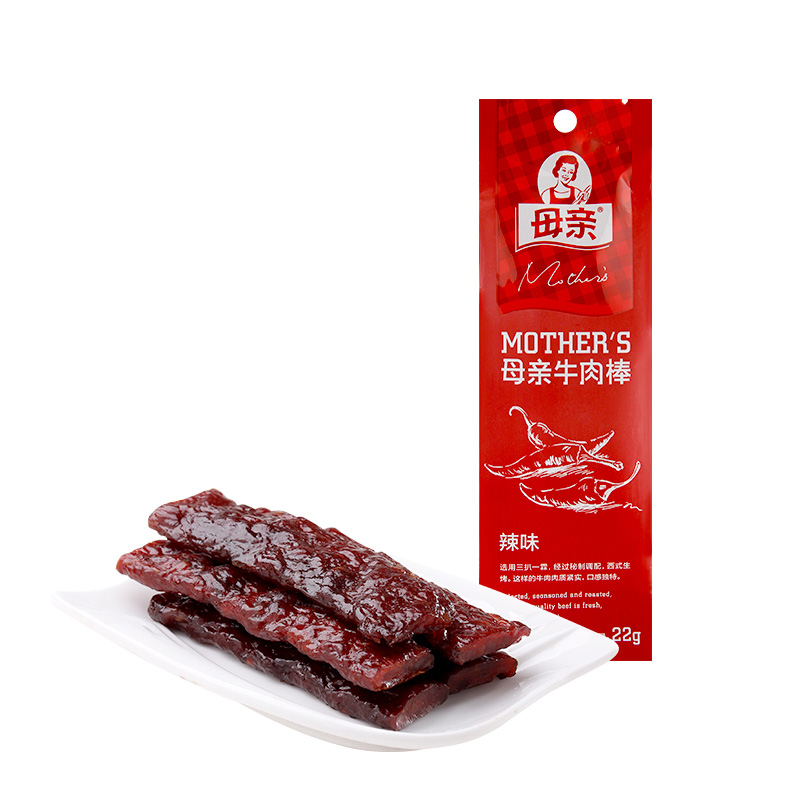 母亲®
Mother's
MOTHER'S
母亲牛肉棒
辣味
选用三扒一霖，经过秘制调配，西式生
烤。这样的牛肉肉质紧实，口感独特。
seonsoned and roasted,
beef is fresh,
22g